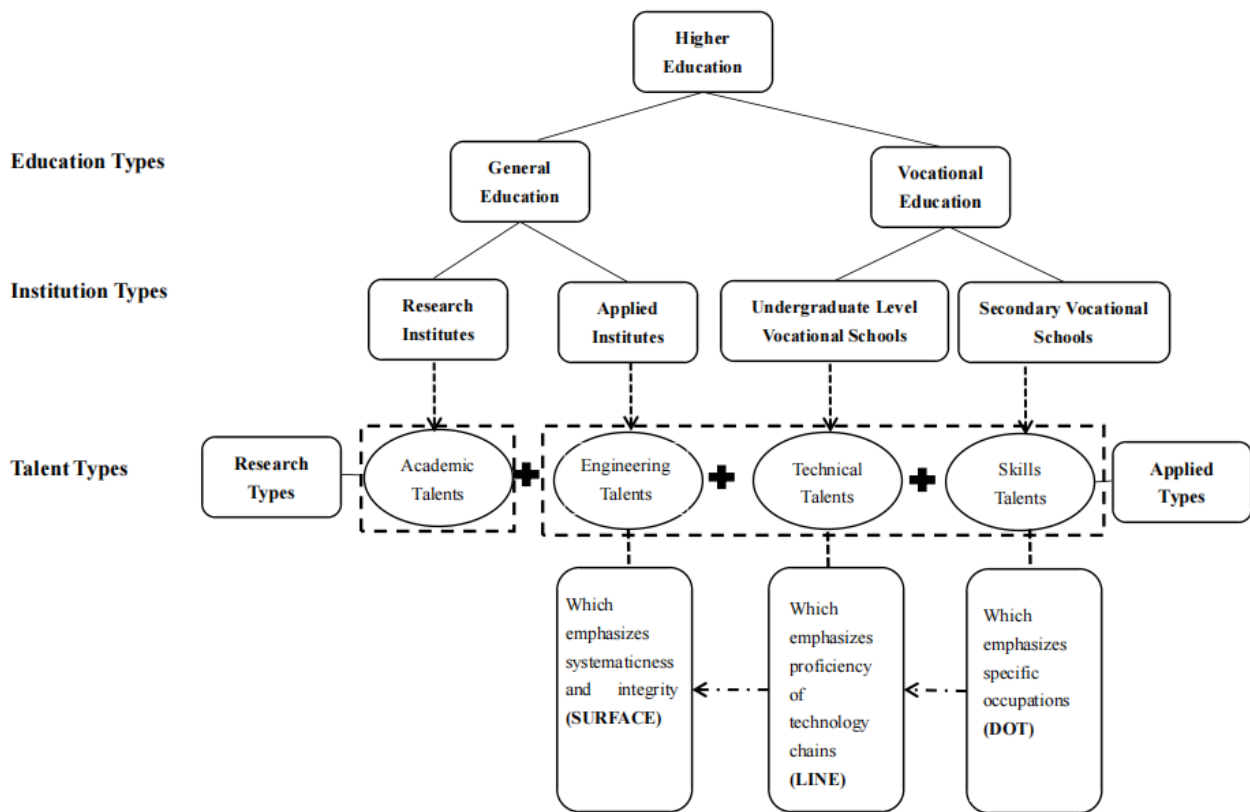 Higher
Education
Education Types
General
Education
Vocational
Education
Institution Types
Research
Institutes
Applied
Institutes
Undergraduate Level
Vocational Schools
Secondary Vocational
Schools
Talent Types
Research
Types
Academic
Talents
Engineering
Talents
Technical
Talents
Skills
Talents
Applied
Types
Which
emphasizes
systematicness
and integrity
(SURFACE)
Which
emphasizes
proficiency
of
technology
chains
(LINE)
Which
emphasizes
specific
occupations
(DOT)